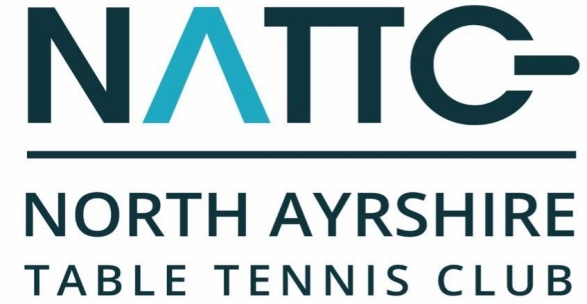 NATTC
NORTH AYRSHIRE
TABLE TENNIS CLUB